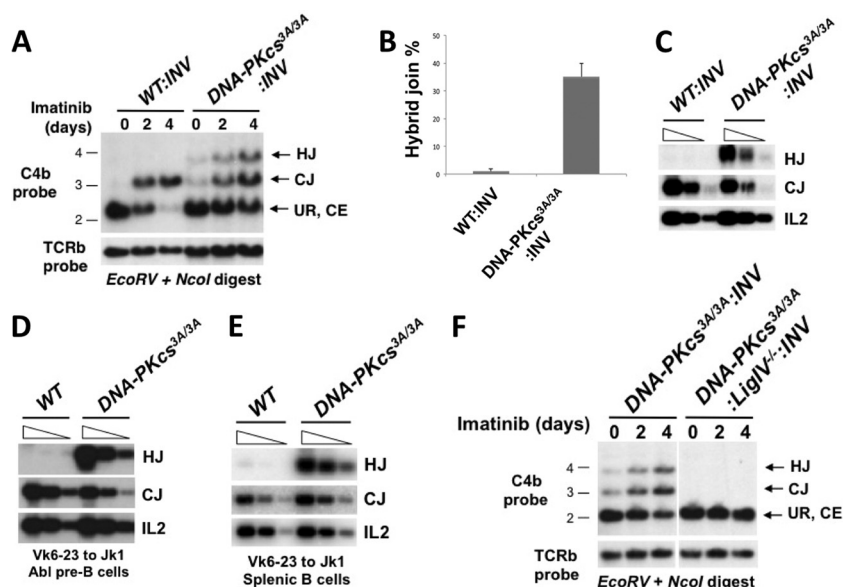 A
WT:INV
DNA-PKcs3A/3A
:INV
Imatinib
(days)
0 2 4 0 2 4
C4b
probe
4
3
2
HJ
CJ
UR, CE
TCRb
probe
EcoRV + NcoI digest
B
Hybrid join %
50
40
30
20
10
0
WT:INV
DNA-PKcs3A/3A
:INV
C
WT:INV
DNA-PKcs3A/3A
:INV
HJ
CJ
IL2
D
WT
DNA-PKcs3A/3A
HJ
CJ
IL2
Vk6-23 to Jk1
Abl pre-B cells
E
WT
DNA-PKcs3A/3A
HJ
CJ
IL2
Vk6-23 to Jk1
Splenic B cells
F
DNA-PKcs3A/3A:INV
DNA-PKcs3A/3A
:LigIV-/-:INV
Imatinib (days)
0 2 4 0 2 4
C4b
probe
4
3
2
HJ
CJ
UR, CE
TCRb
probe
EcoRV + NcoI digest